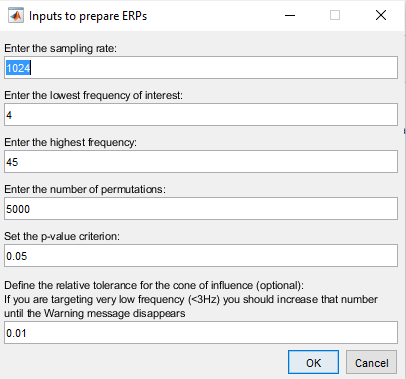 Inputs to prepare ERPs
Enter the sampling rate:
1024
Enter the lowest frequency of interest:
4
Enter the highest frequency:
45
Enter the number of permutations:
5000
Set the p-value criterion:
0.05
Define the relative tolerance for the cone of influence (optional):
If you are targeting very low frequency (<3Hz) you should increase that number
until the Warning message disappears
0.01
OK Cancel